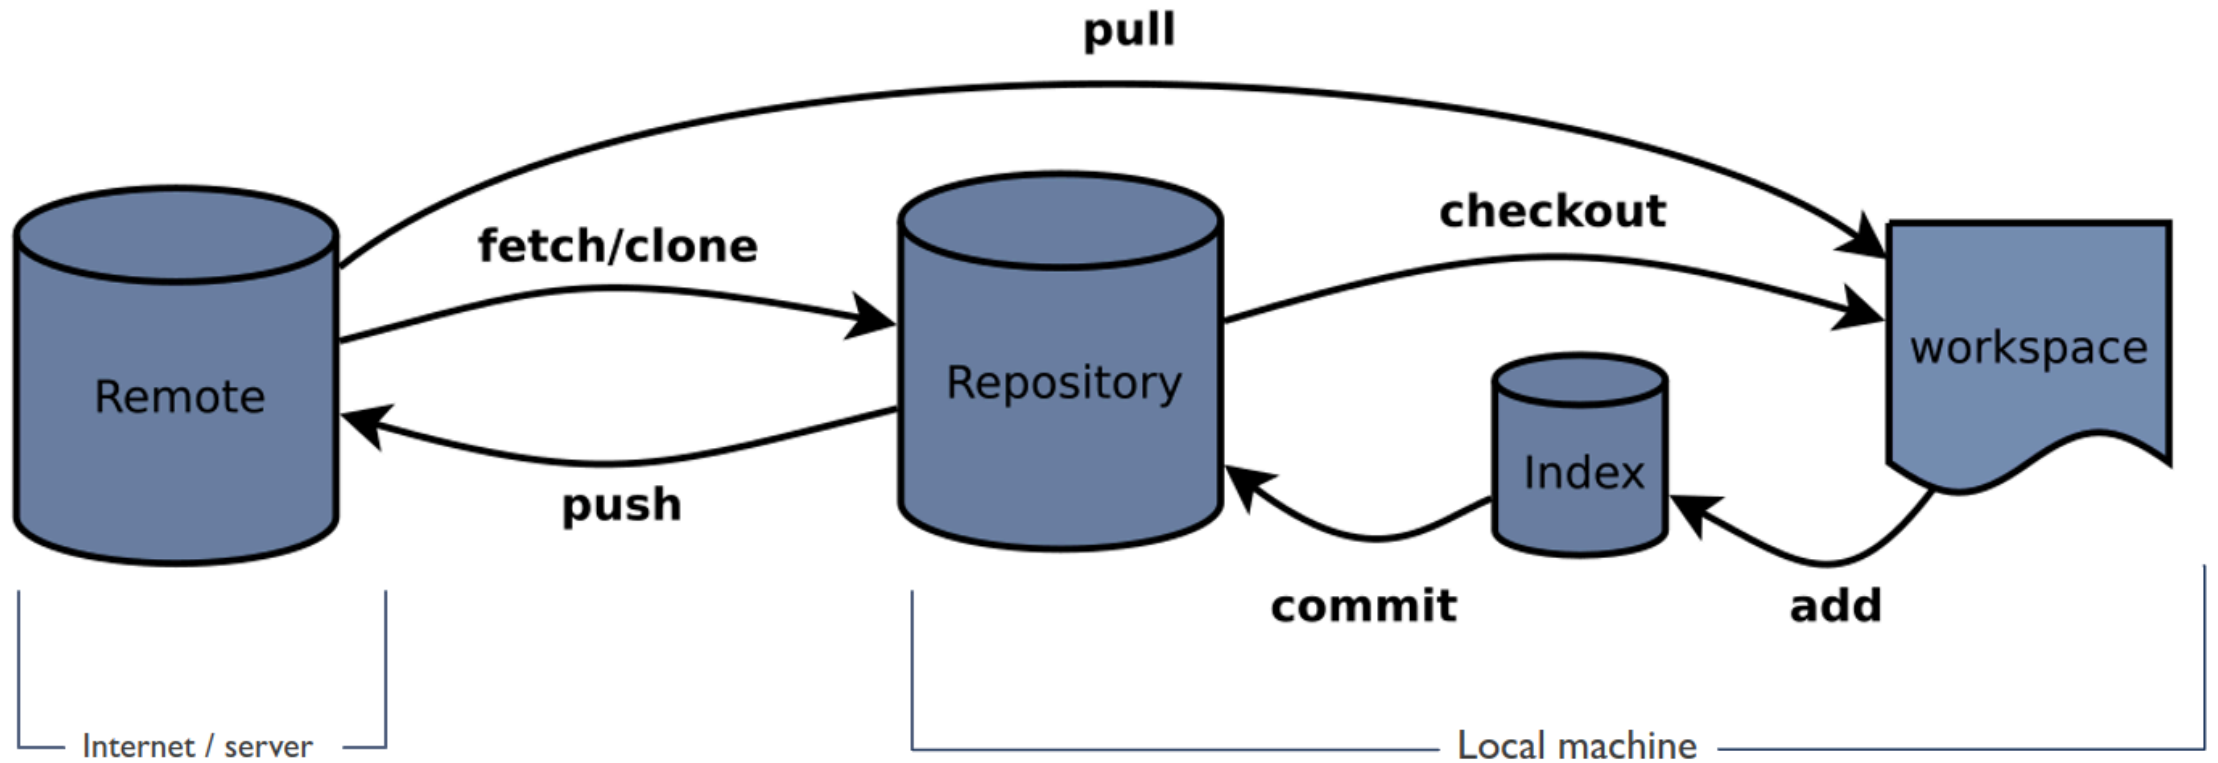 pull
fetch/clone
checkout
Remote
Repository
workspace
Index
push
commit
add
Internet / server
Local machine